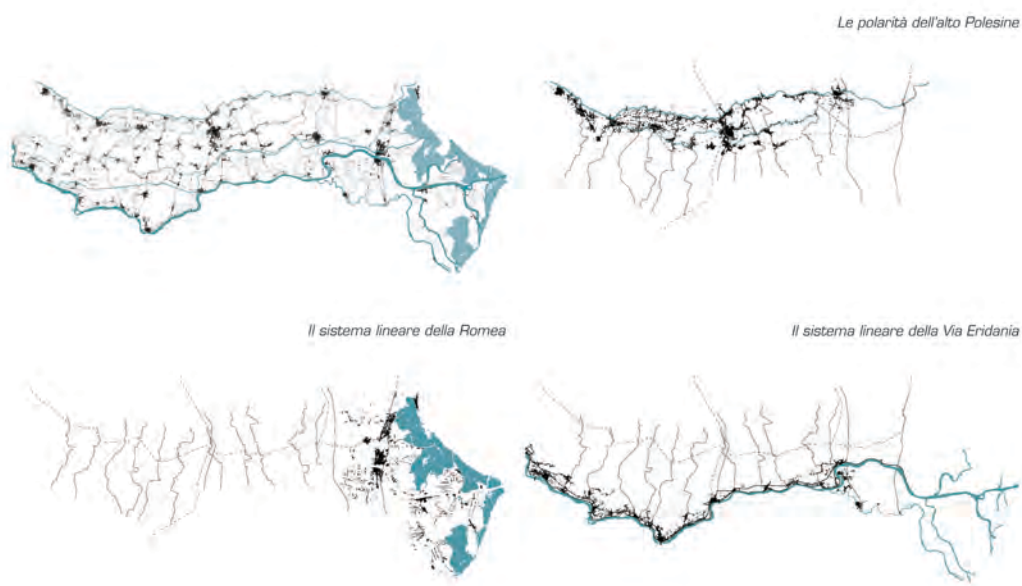 Le polarità dell'alto Polesine
Il sistema lineare della Romea
Il sistema lineare della Via Eridania